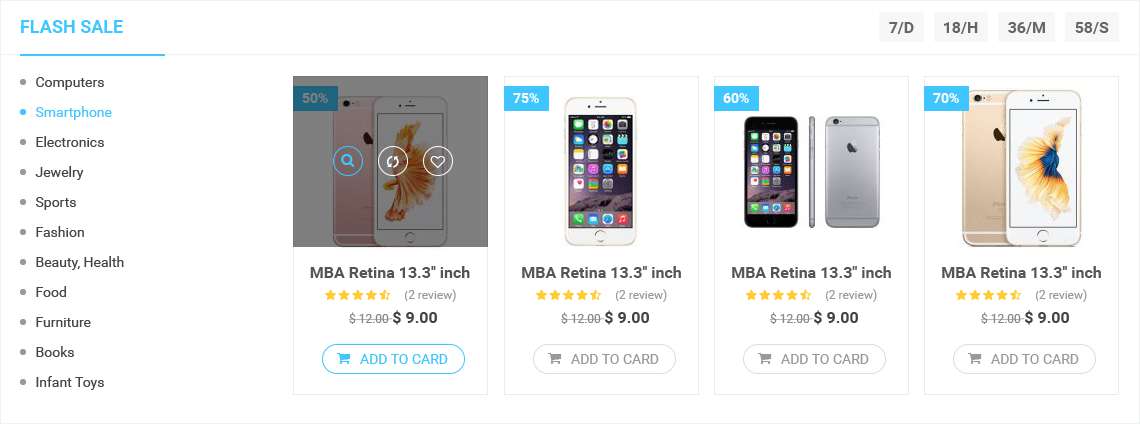 FLASH SALE
7/D 18/H 36/M 58/S
Computers
Smartphone
Electronics
Jewelry
Sports
Fashion
Beauty, Health
Food
Furniture
Books
Infant Toys
50%
MBA Retina 13.3" inch
(2 review)
$ 12.00 $ 9.00
ADD TO CARD
75%
MBA Retina 13.3" inch
(2 review)
$ 12.00 $ 9.00
ADD TO CARD
60%
MBA Retina 13.3" inch
(2 review)
$ 12.00 $ 9.00
ADD TO CARD
70%
MBA Retina 13.3" inch
(2 review)
$ 12.00 $ 9.00
ADD TO CARD